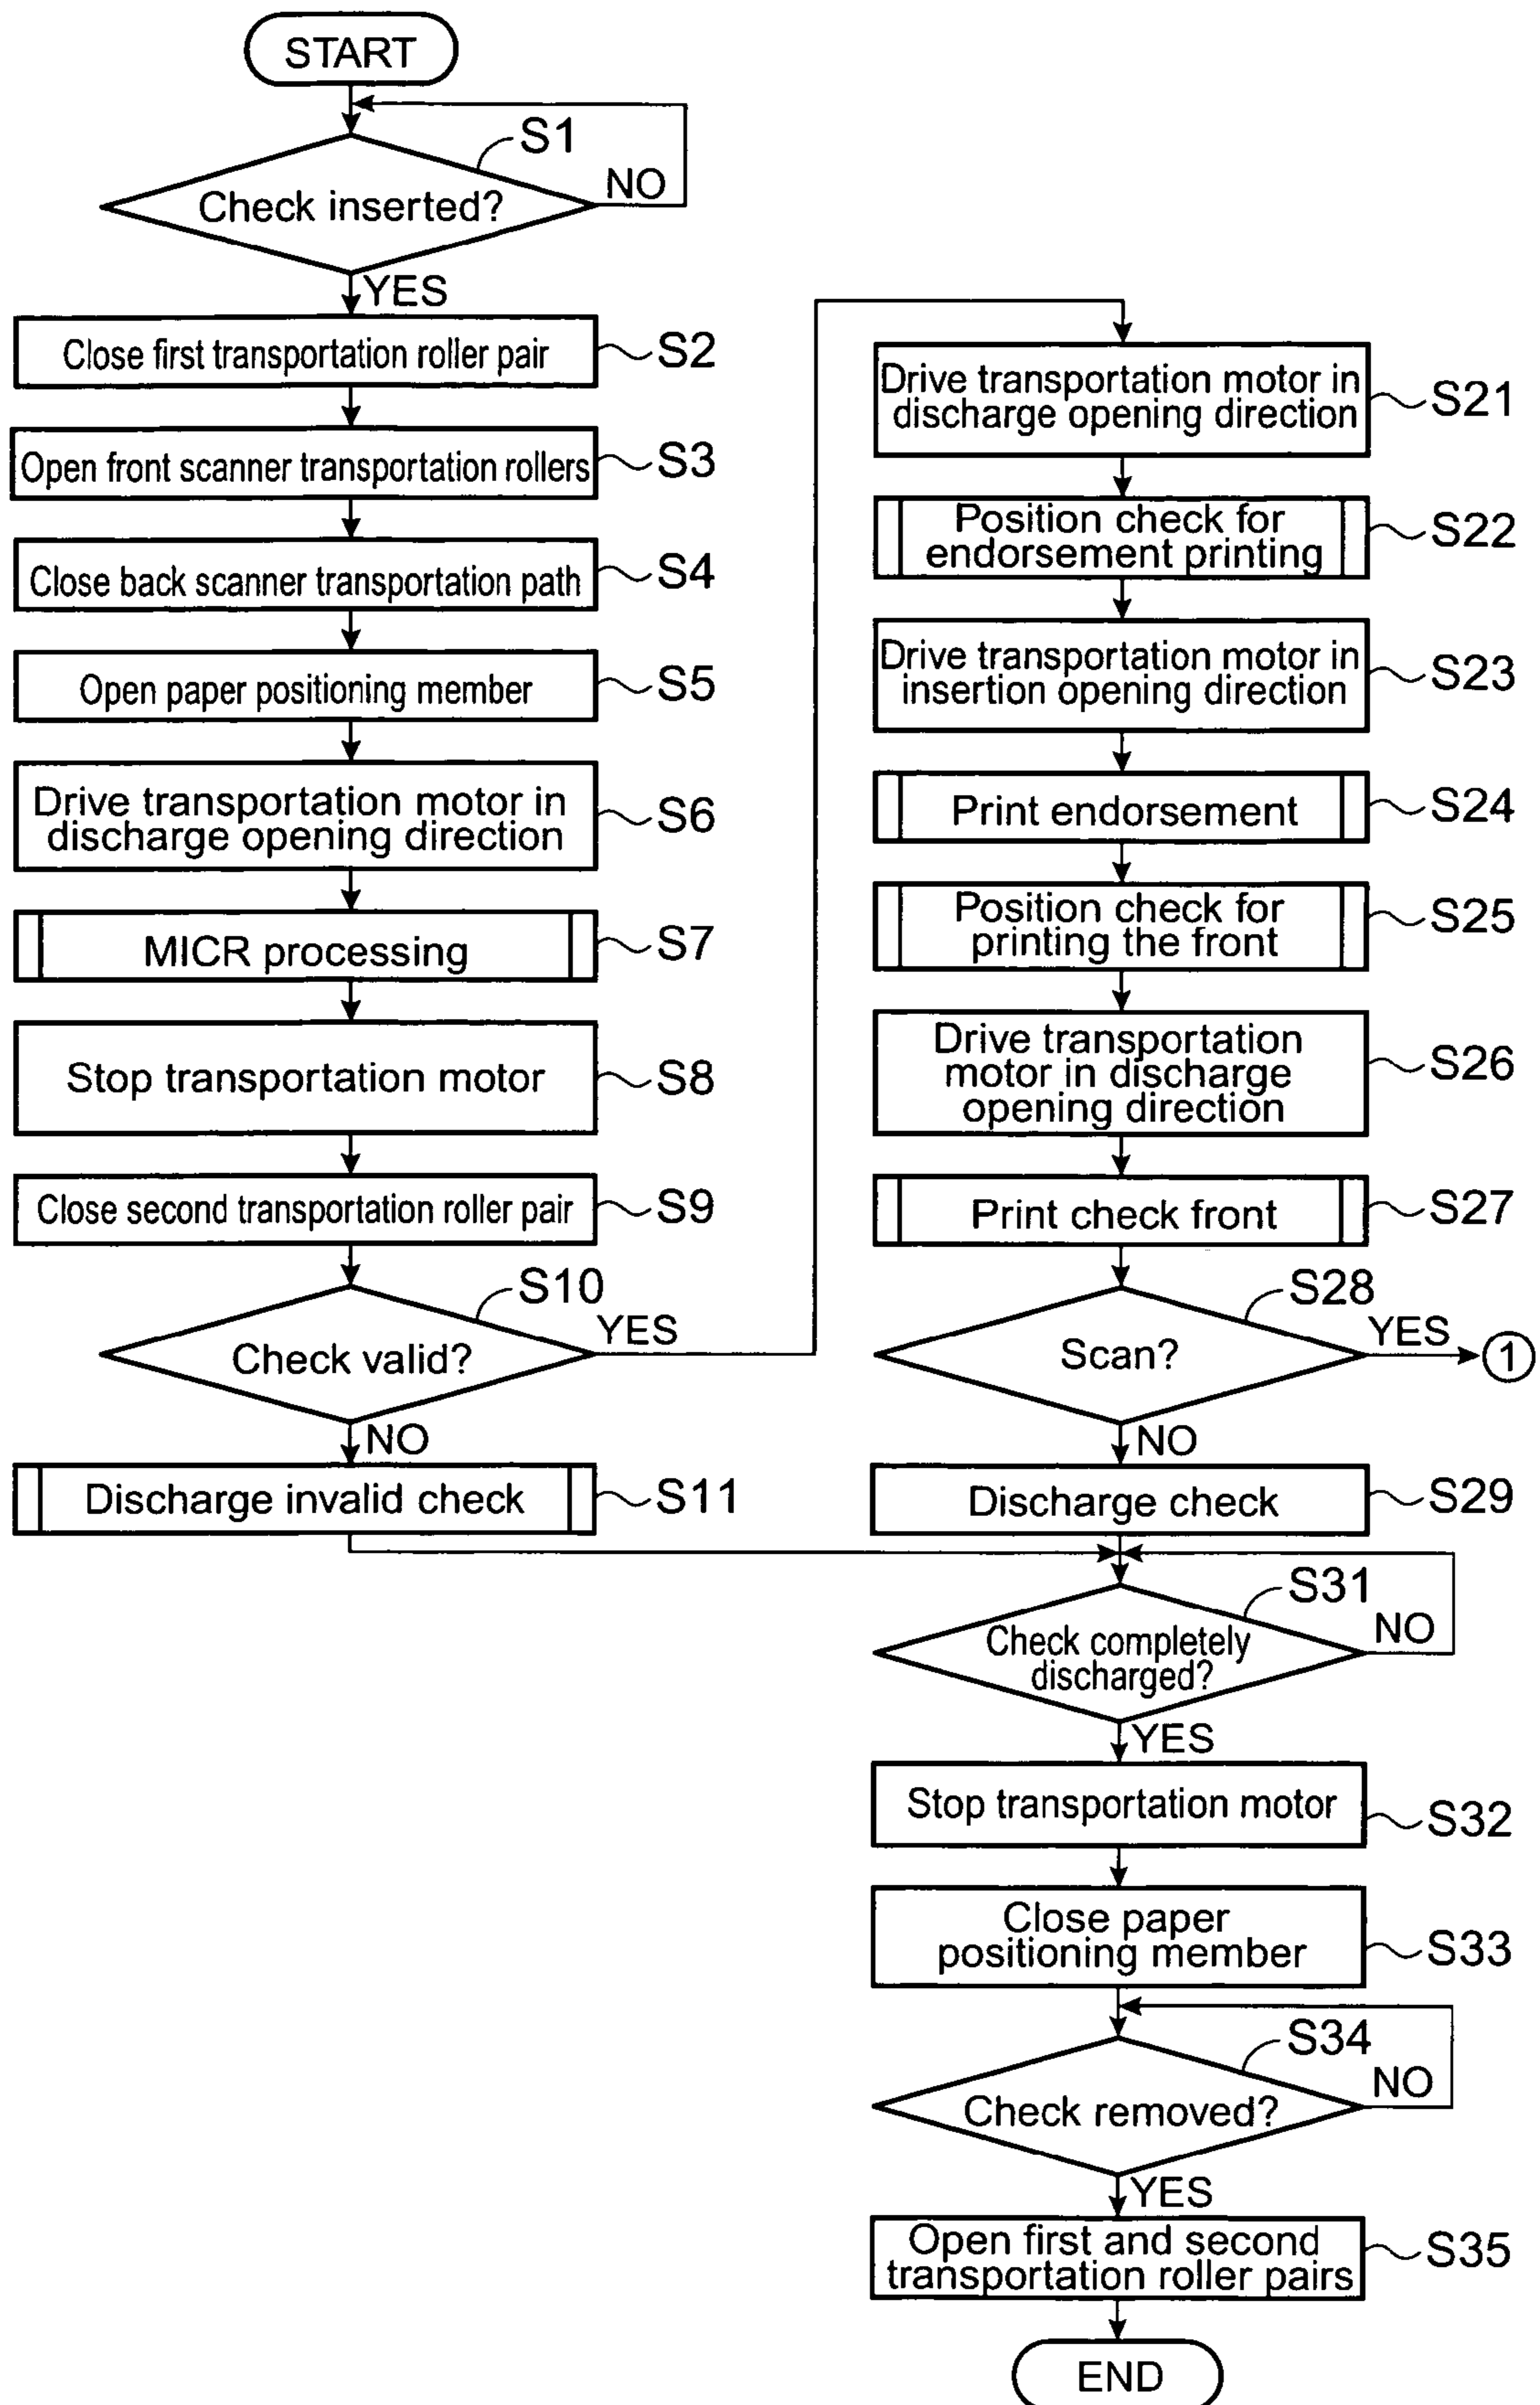 START
S1
Check inserted?
NO
YES
Close first transportation roller pair
S2
Open front scanner transportation rollers
S3
Close back scanner transportation path
S4
Open paper positioning member
S5
Drive transportation motor in
discharge opening direction
S6
MICR processing
S7
Stop transportation motor
S8
Close second transportation roller pair
S9
S10
Check valid?
YES
NO
Discharge invalid check
S11
Drive transportation motor in
discharge opening direction
S21
Position check for
endorsement printing
S22
Drive transportation motor in
insertion opening direction
S23
Print endorsement
S24
Position check for
printing the front
S25
Drive transportation
motor in discharge
opening direction
S26
Print check front
S27
S28
Scan?
YES
1
NO
Discharge check
S29
S31
Check completely
discharged?
NO
YES
Stop transportation motor
S32
Close paper
positioning member
S33
S34
Check removed?
NO
YES
Open first and second
transportation roller pairs
S35
END